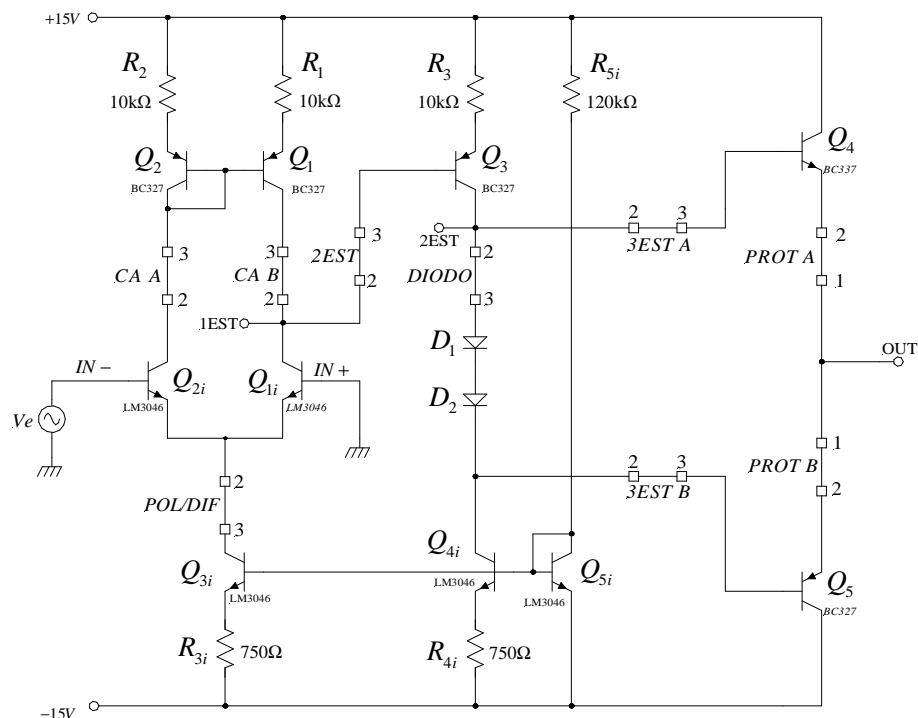 +15V
R2
10kΩ
R1
10kΩ
R3
10kΩ
R5i
120kΩ
Q2
BC327
Q1
BC327
Q3
BC327
Q4
BC337
3
CA A
2
3
CA B
2
3
2EST
2
2EST
2
DIODO
3
2
3
3EST A
2
PROT A
1
1EST
D1
D2
OUT
IN −
Q2i
LM3046
Q1i
LM3046
IN +
Ve
2
POL/DIF
3
2
3
3EST B
1
PROT B
2
Q3i
LM3046
Q4i
LM3046
Q5i
LM3046
Q5
BC327
R3i
750Ω
R4i
750Ω
−15V